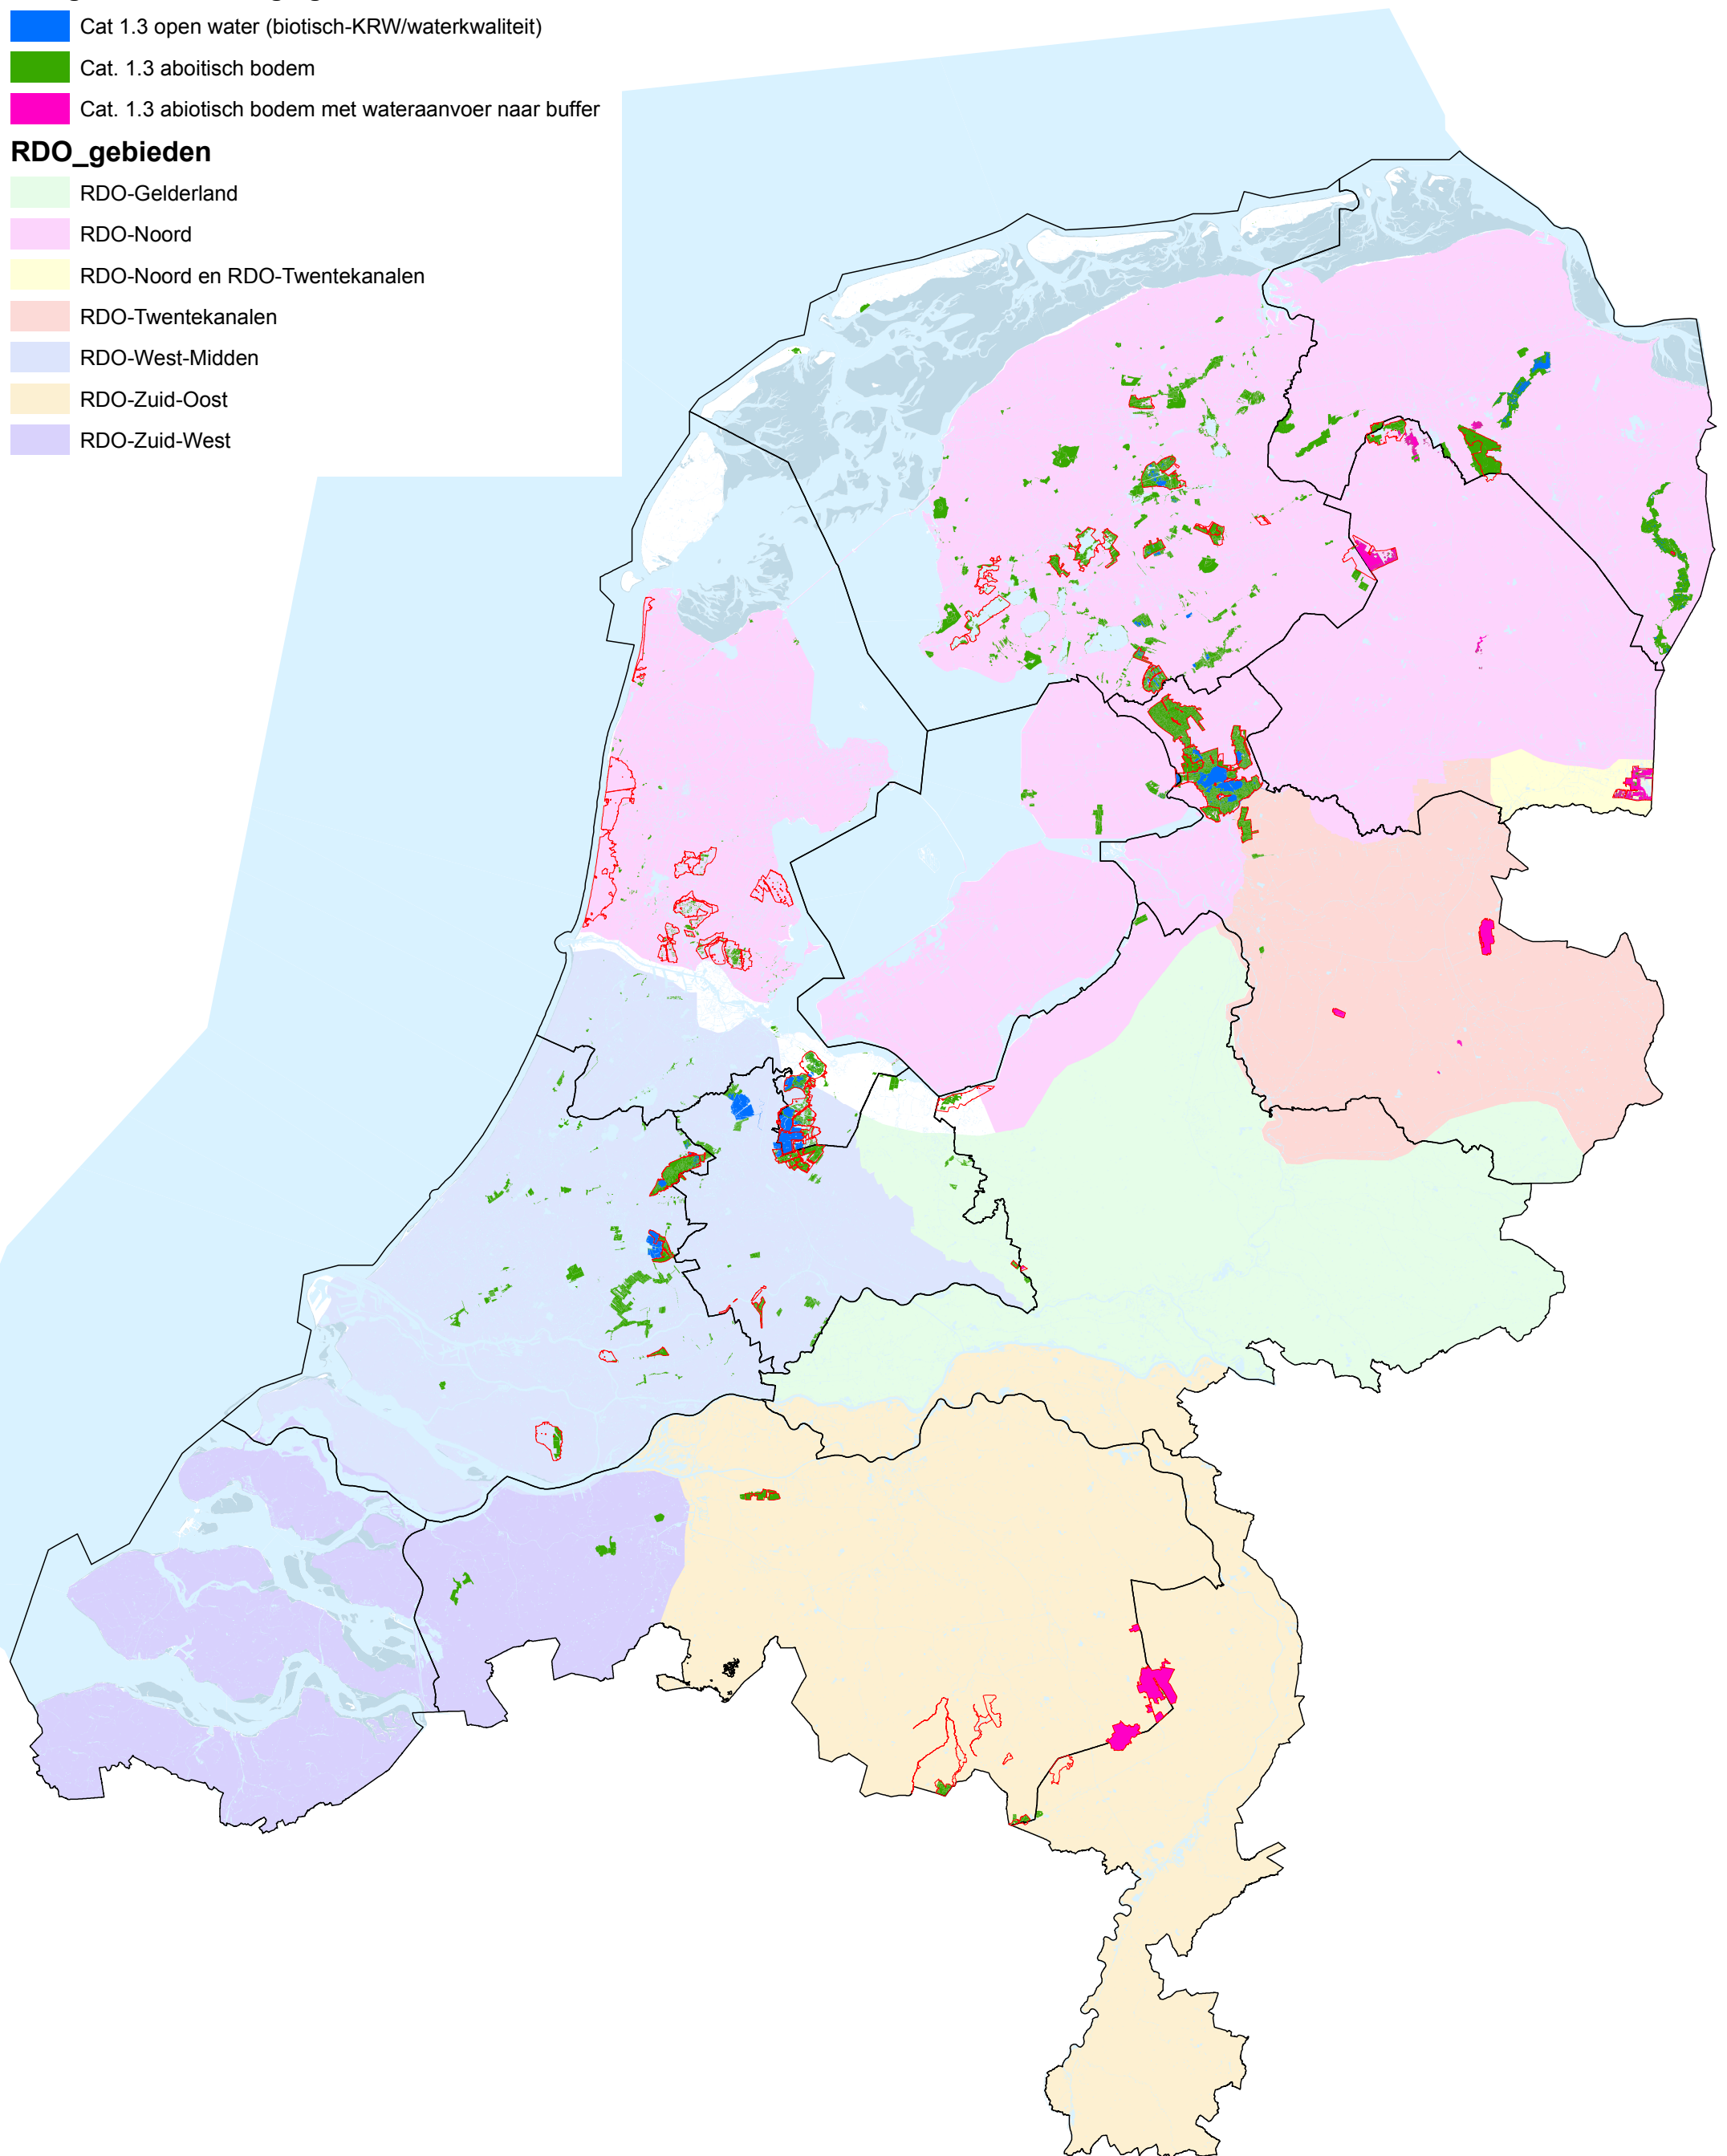 Cat 1.3 open water (biotisch-KRW/waterkwaliteit)
Cat. 1.3 aboitisch bodem
Cat. 1.3 abiotisch bodem met wateraanvoer naar buffer
RDO_gebieden
RDO-Gelderland
RDO-Noord
RDO-Noord en RDO-Twentekanalen
RDO-Twentekanalen
RDO-West-Midden
RDO-Zuid-Oost
RDO-Zuid-West